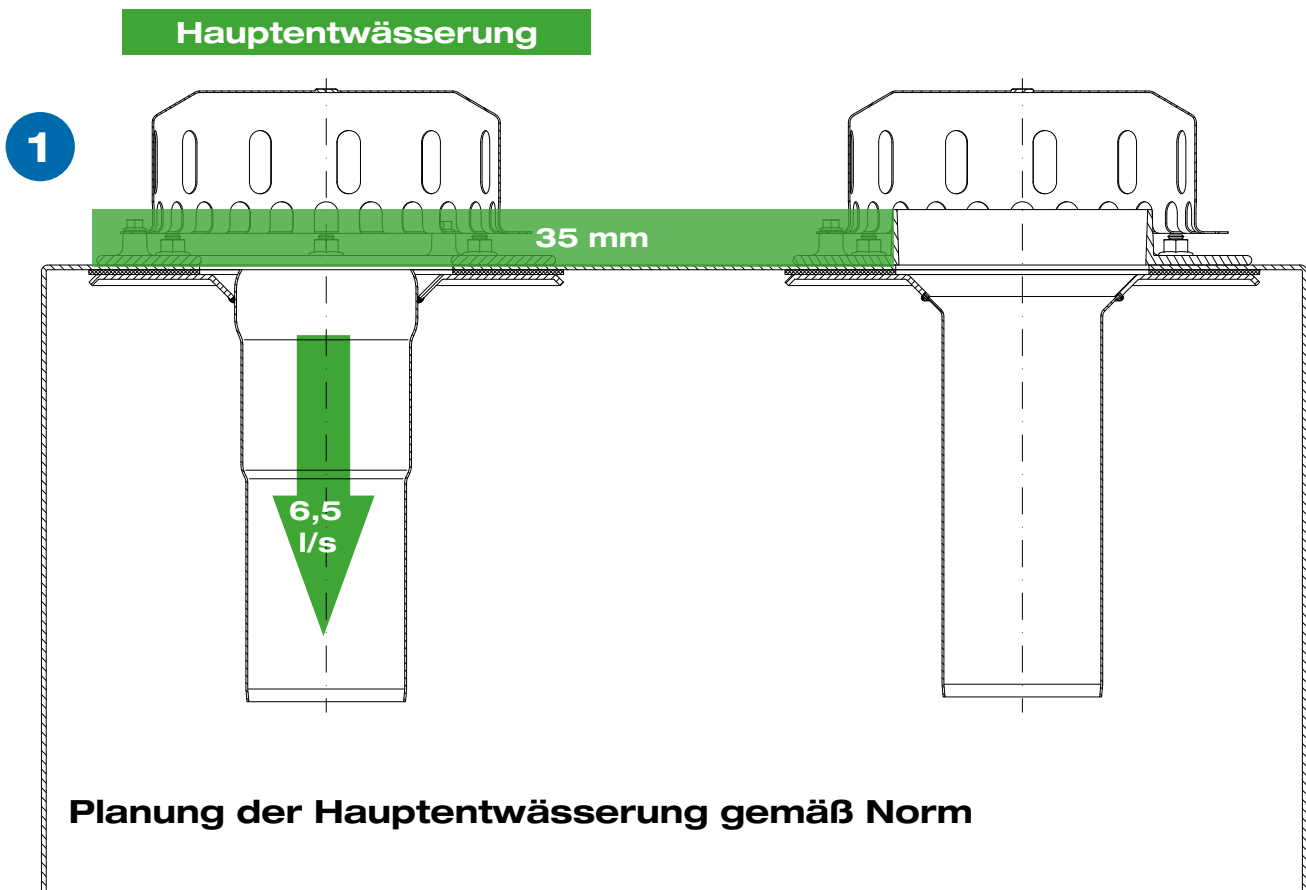 Hauptentwässerung
1
35 mm
6,5
l/s
Planung der Hauptentwässerung gemäß Norm